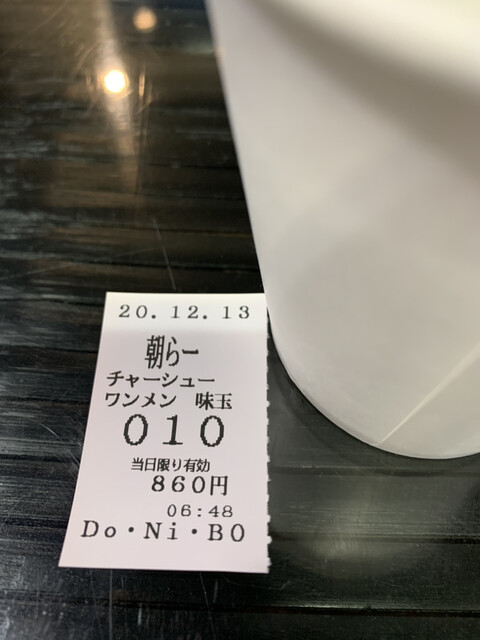 20.12.13
朝らー
チャーシュー
ワンメン 味玉
010
当日限り有効
860円
06:48
Do・Ni・BO